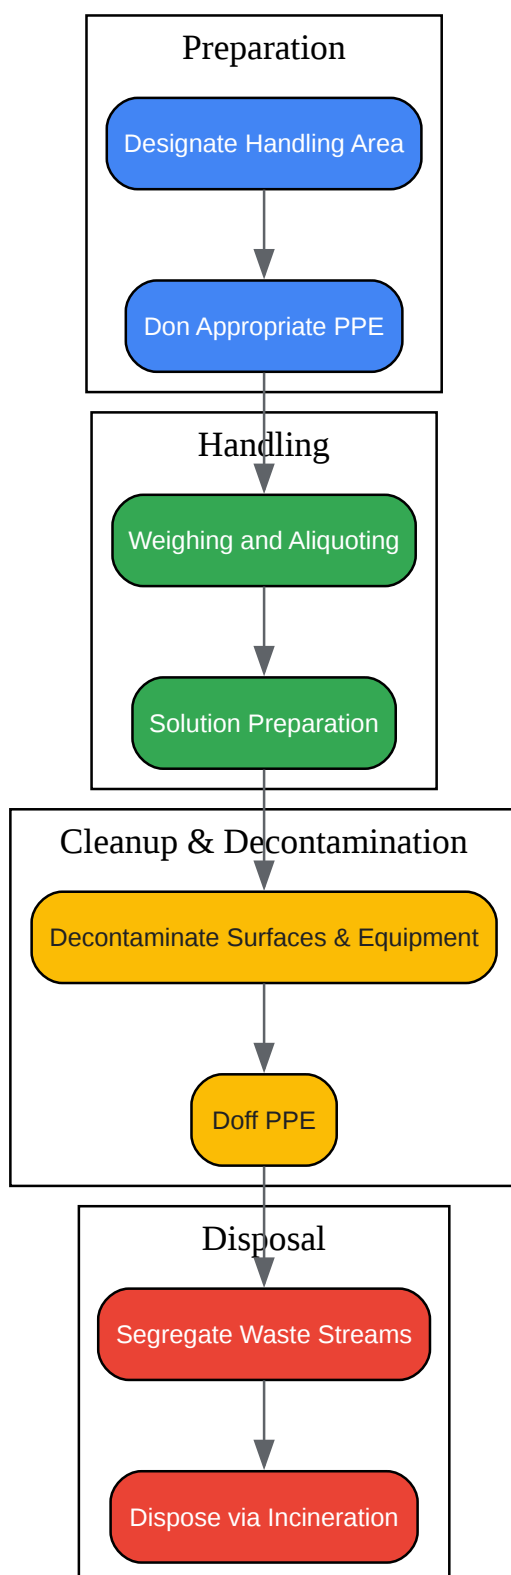 Preparation
Designate Handling Area
Don Appropriate PPE
Handling
Weighing and Aliquoting
Solution Preparation
Cleanup & Decontamination
Decontaminate Surfaces & Equipment
Doff PPE
Disposal
Segregate Waste Streams
Dispose via Incineration